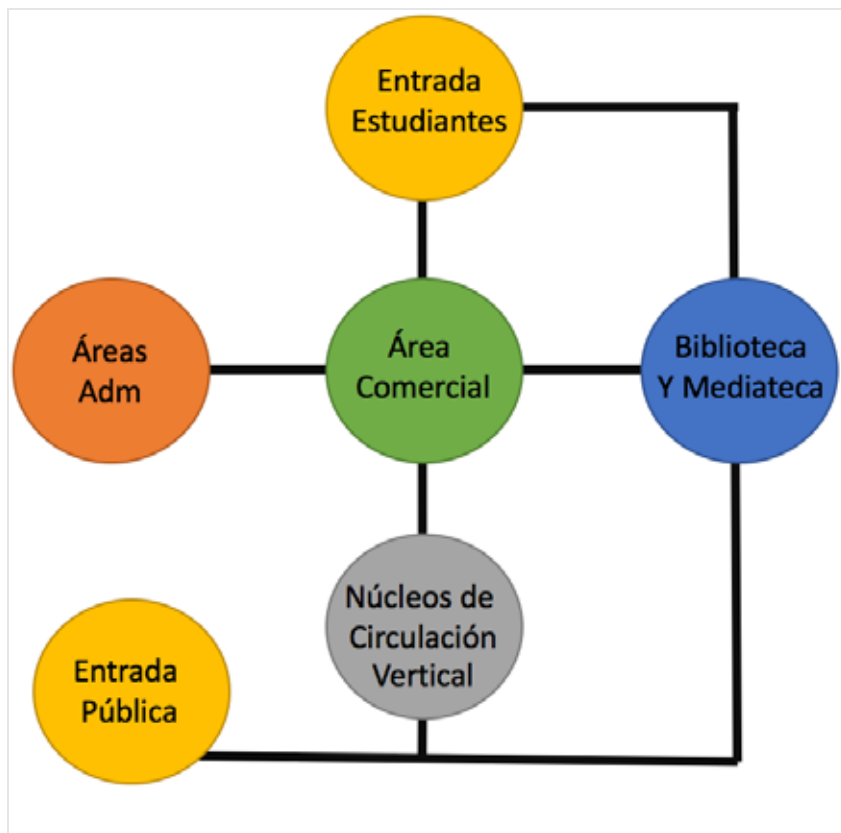 Entrada
Estudiantes
Áreas
Adm
Área
Comercial
Biblioteca
Y Mediateca
Núcleos de
Circulación
Vertical
Entrada
Pública